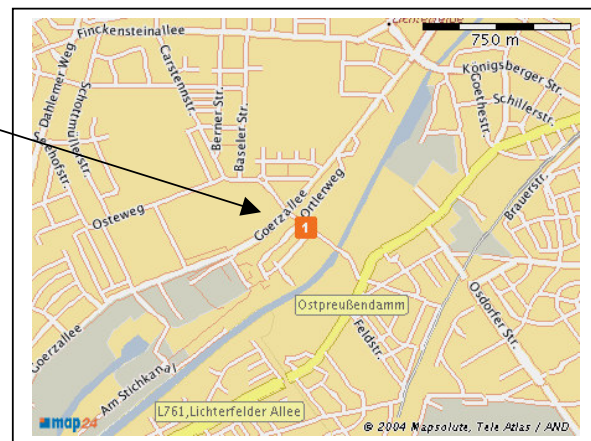 Lichterfelde
750 m
Finckensteinallee
Königsberger Str.
Dahlemer Weg
Schottmüllerstr.
Carstennstr.
Berner Str.
Baseler Str.
Goethestr.
Schillerstr.
Seehofstr.
Brauerstr.
Osteweg
Goerzallee
Ortlerweg
1
Ostpreußendamm
Osdorfer Str.
Feldstr.
Goerzallee
Am Stichkanal
L761,Lichterfelder Allee
map24
© 2004 Mapsolute, Tele Atlas / AND